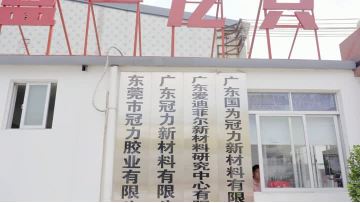 东莞市冠力胶业有限
广东冠力新材料有限
广东爱迪菲尔新材料研究中心有
广东国为冠力新材料有限